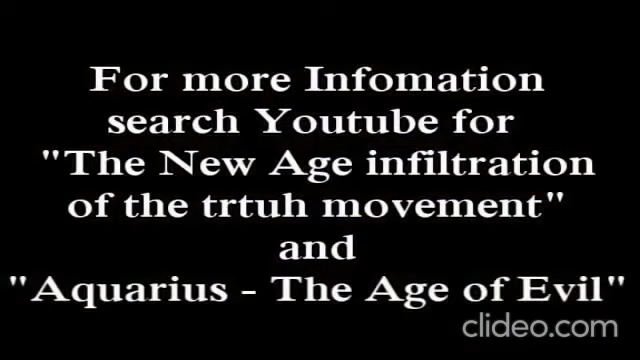 For more Infomation
search Youtube for
"The New Age infiltration
of the trtuh movement"
and
"Aquarius - The Age of Evil"
clideo.com